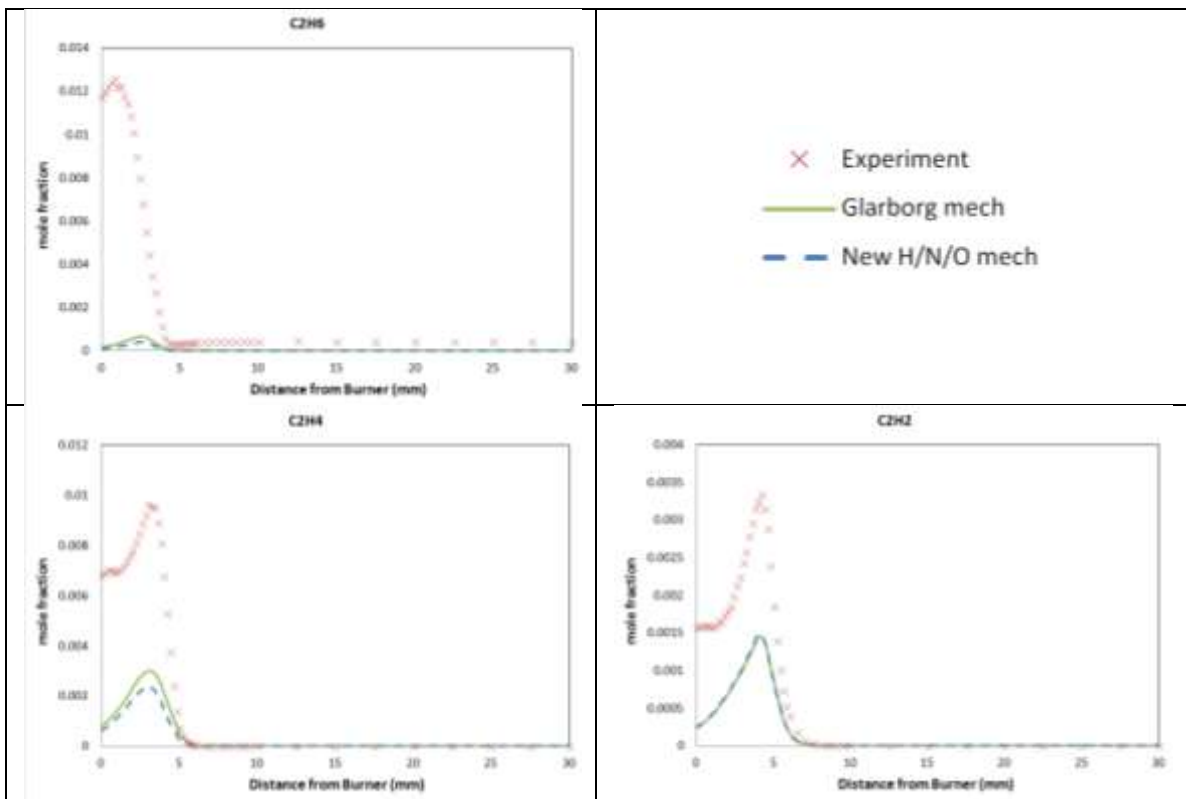 C2H6
0.014
0.012
0.01
0.008
0.006
0.004
0.002
0
mole fraction
0 5 10 15 20 25 30
Distance from Burner (mm)
Experiment
Glarborg mech
New H/N/O mech
C2H4
0.012
0.01
0.008
0.006
0.004
0.002
0
mole fraction
0 5 10 15 20 25 30
Distance from Burner (mm)
C2H2
0.004
0.0035
0.003
0.0025
0.002
0.0015
0.001
0.0005
0
mole fraction
0 5 10 15 20 25 30
Distance from Burner (mm)